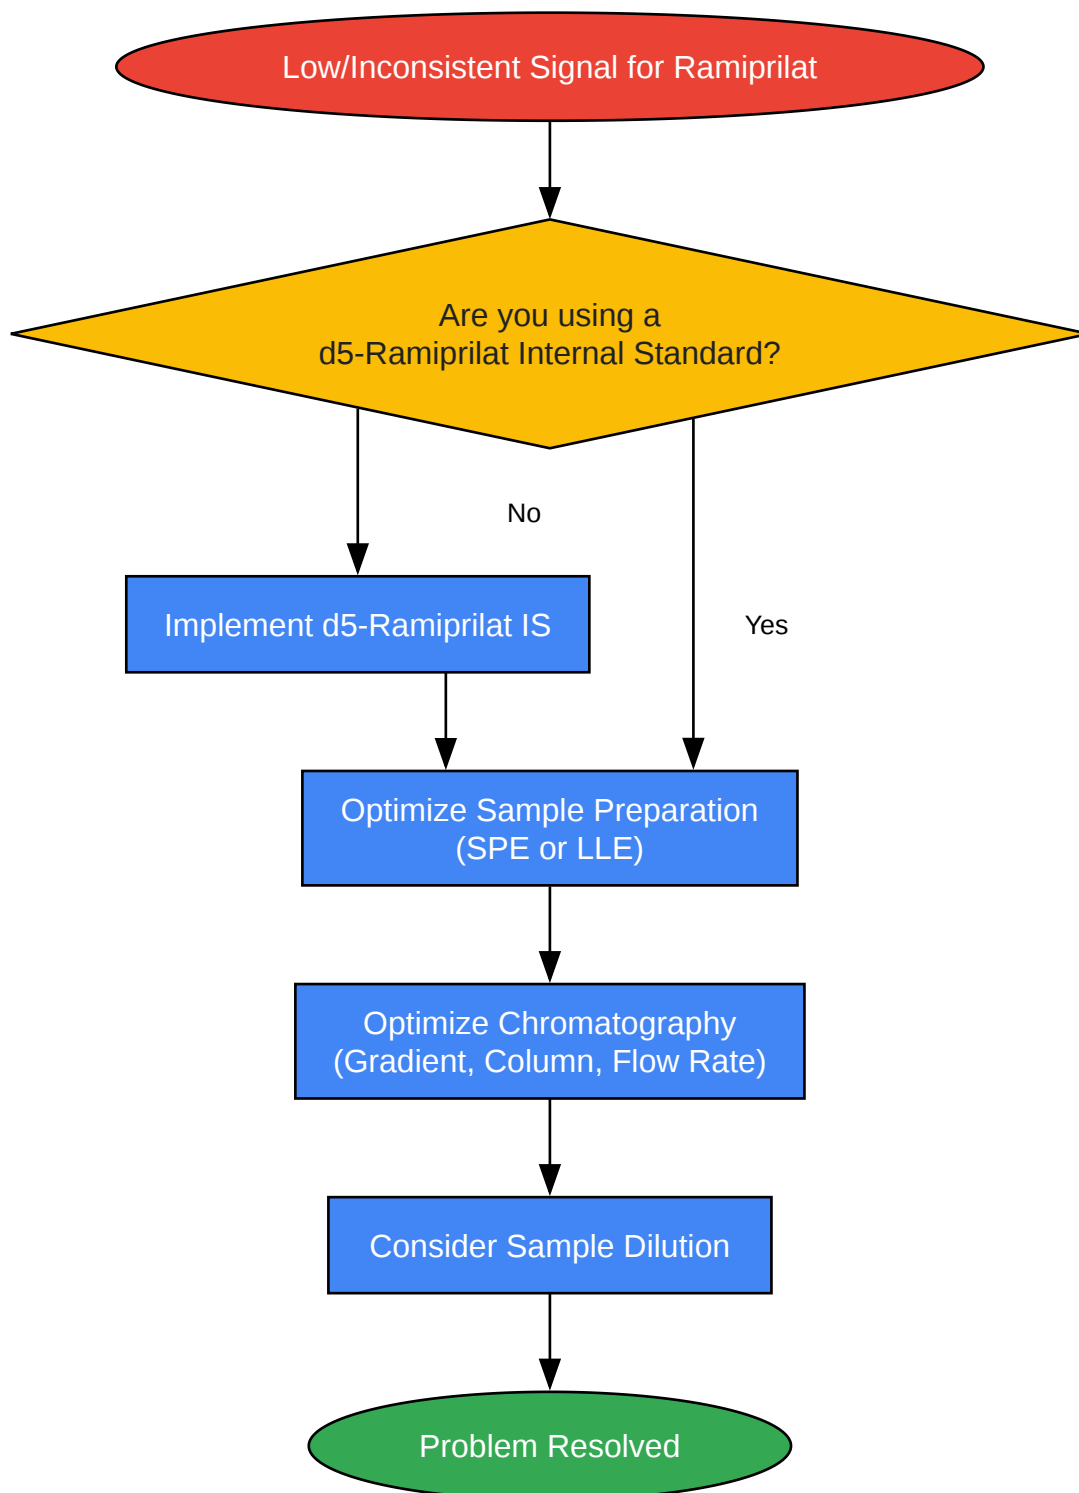 Low/Inconsistent Signal for Ramiprilat
Are you using a
d5-Ramiprilat Internal Standard?
No
Implement d5-Ramiprilat IS
Yes
Optimize Sample Preparation
(SPE or LLE)
Optimize Chromatography
(Gradient, Column, Flow Rate)
Consider Sample Dilution
Problem Resolved